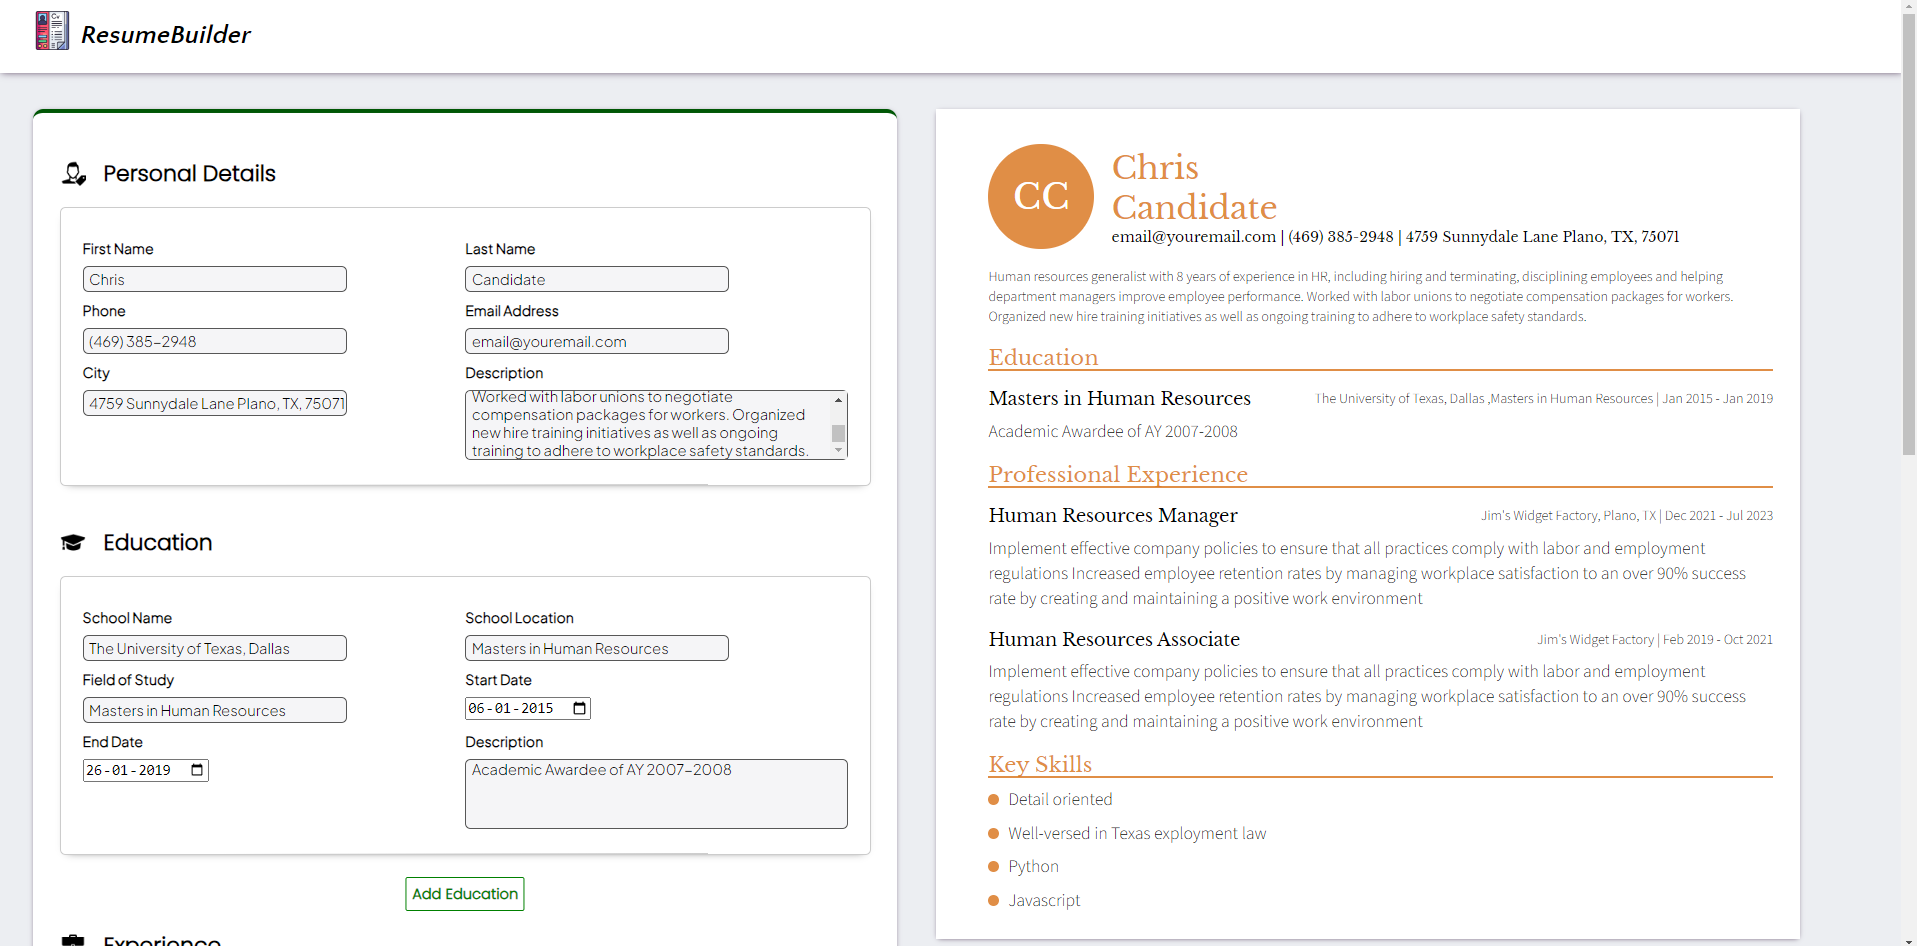 ResumeBuilder
Personal Details
First Name
Chris
Last Name
Candidate
Phone
(469) 385-2948
Email Address
email@youremail.com
City
4759 Sunnydale Lane Plano, TX, 75071
Description
Worked with labor unions to negotiate
compensation packages for workers. Organized
new hire training initiatives as well as ongoing
training to adhere to workplace safety standards.
Education
School Name
The University of Texas, Dallas
School Location
Masters in Human Resources
Field of Study
Masters in Human Resources
Start Date
06-01-2015
End Date
26-01-2019
Description
Academic Awardee of AY 2007-2008
Add Education
Experience
CC
Chris
Candidate
email@youremail.com | (469) 385-2948 | 4759 Sunnydale Lane Plano, TX, 75071
Human resources generalist with 8 years of experience in HR, including hiring and terminating, disciplining employees and helping
department managers improve employee performance. Worked with labor unions to negotiate compensation packages for workers.
Organized new hire training initiatives as well as ongoing training to adhere to workplace safety standards.
Education
Masters in Human Resources
The University of Texas, Dallas ,Masters in Human Resources | Jan 2015 - Jan 2019
Academic Awardee of AY 2007-2008
Professional Experience
Human Resources Manager
Jim's Widget Factory, Plano, TX | Dec 2021 - Jul 2023
Implement effective company policies to ensure that all practices comply with labor and employment
regulations Increased employee retention rates by managing workplace satisfaction to an over 90% success
rate by creating and maintaining a positive work environment
Human Resources Associate
Jim's Widget Factory | Feb 2019 - Oct 2021
Implement effective company policies to ensure that all practices comply with labor and employment
regulations Increased employee retention rates by managing workplace satisfaction to an over 90% success
rate by creating and maintaining a positive work environment
Key Skills
Detail oriented
Well-versed in Texas exployment law
Python
Javascript